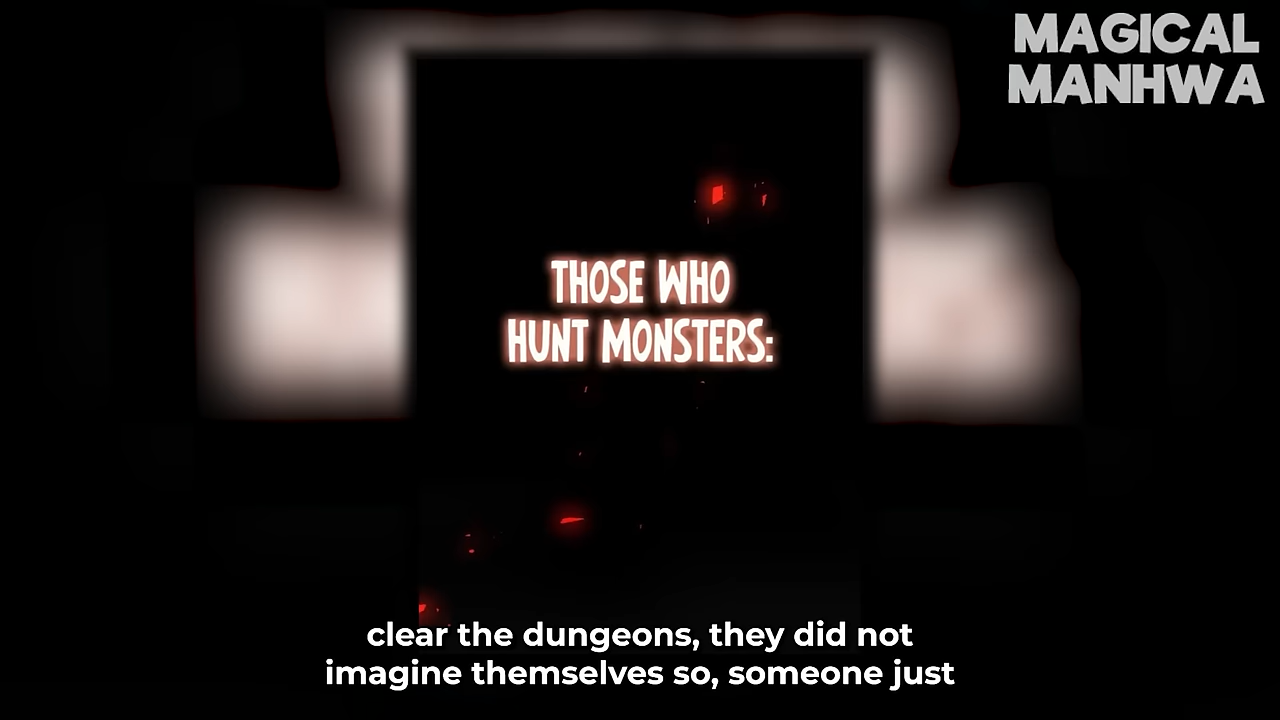 MAGICAL
MANHWA
THOSE WHO
HUNT MONSTERS:
clear the dungeons, they did not
imagine themselves so, someone just